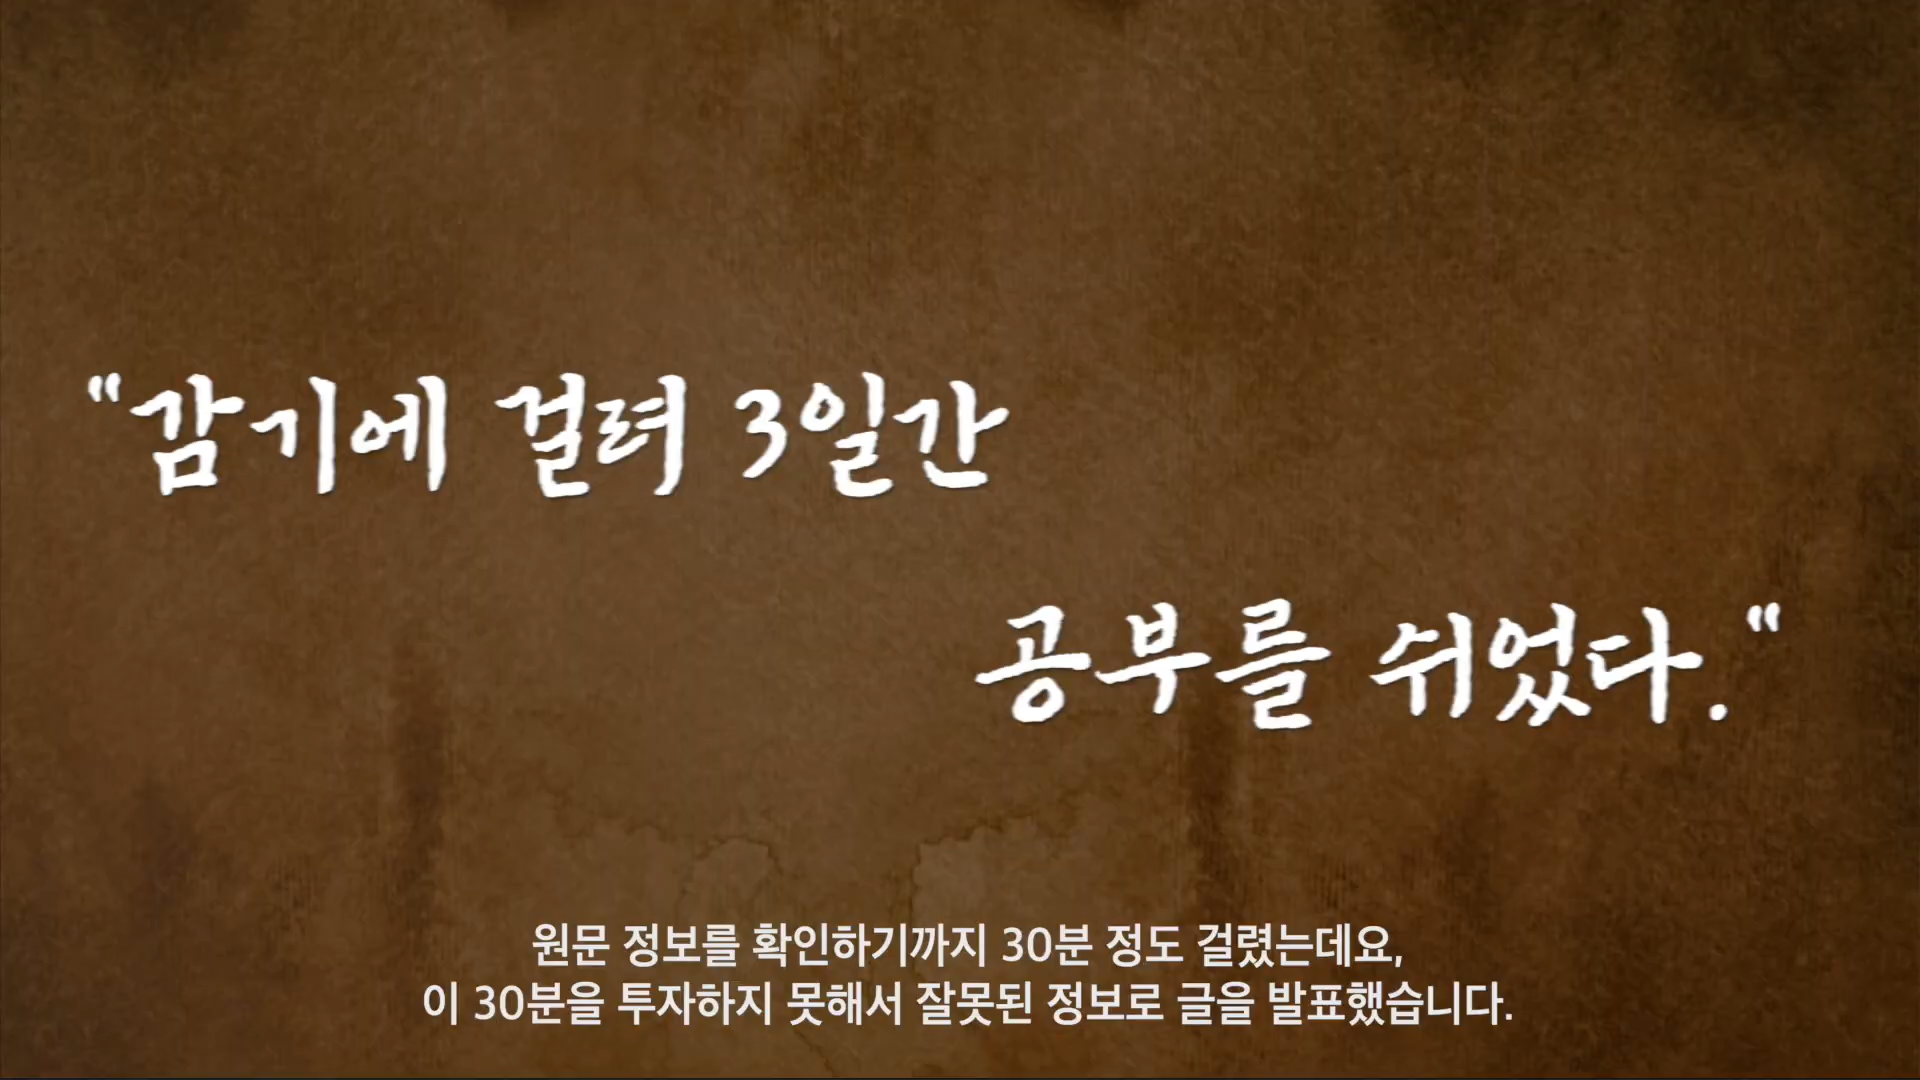 “감기에 걸려 3일간
공부를 쉬었다.“
원문 정보를 확인하기까지 30분 정도 걸렸는데요,
이 30분을 투자하지 못해서 잘못된 정보로 글을 발표했습니다.